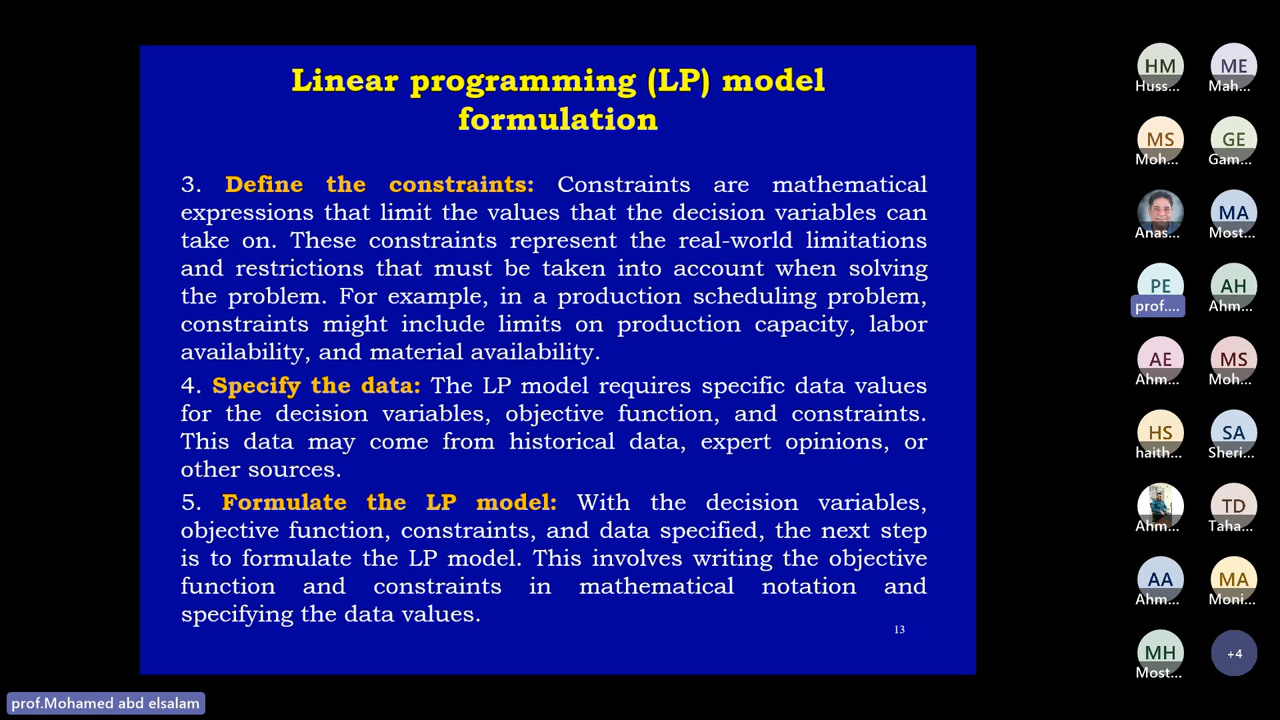 Linear programming (LP) model
formulation
3. Define the constraints: Constraints are mathematical
expressions that limit the values that the decision variables can
take on. These constraints represent the real-world limitations
and restrictions that must be taken into account when solving
the problem. For example, in a production scheduling problem,
constraints might include limits on production capacity, labor
availability, and material availability.
4. Specify the data: The LP model requires specific data values
for the decision variables, objective function, and constraints.
This data may come from historical data, expert opinions, or
other sources.
5. Formulate the LP model: With the decision variables,
objective function, constraints, and data specified, the next step
is to formulate the LP model. This involves writing the objective
function and constraints in mathematical notation and
specifying the data values.
13
HM ME
Huss... Mah...
MS GE
Moh... Gam...
MA
Anas... Most...
PE AH
prof.... Ahm...
AE MS
Ahm... Moh...
HS SA
haith... Sheri...
TD
Ahm... Taha...
AA MA
Ahm... Moni...
MH +4
Most...
prof.Mohamed abd elsalam